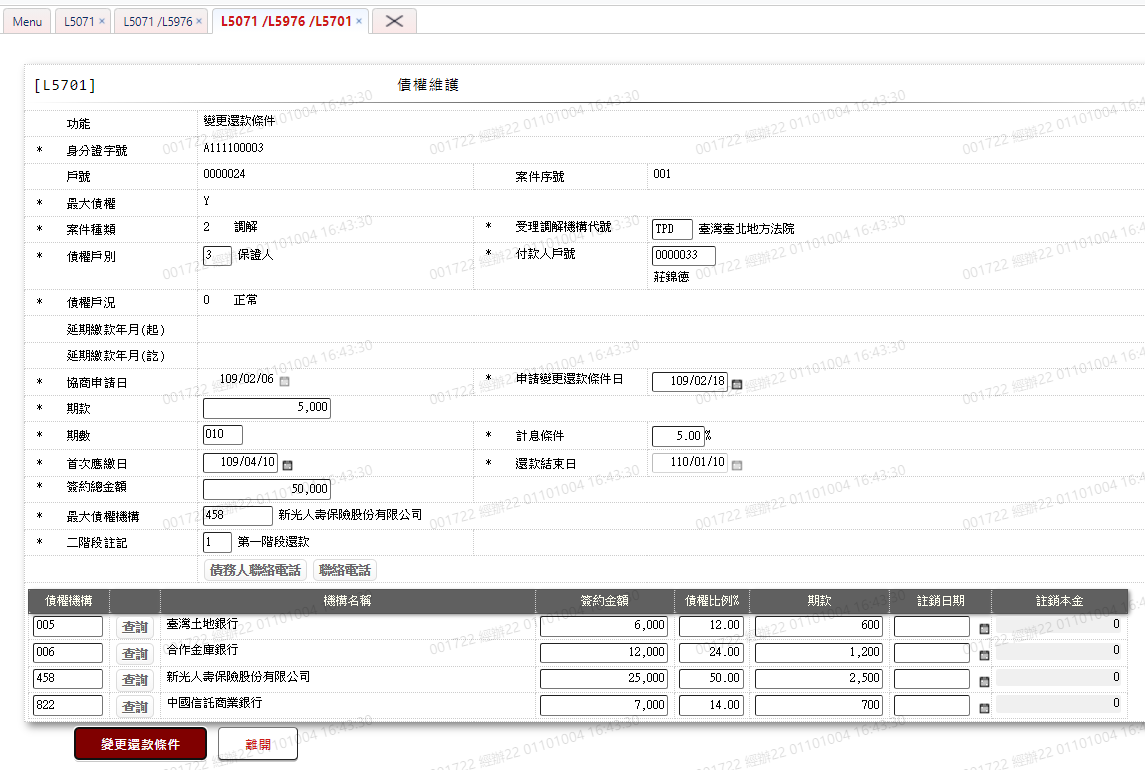 Menu L5071 × L5071 /L5976 × L5071 /L5976 /L5701 ×
[L5701] 債權維護
功能 變更還款條件
* 身分證字號 A111100003
戶號 0000024 案件序號 001
* 最大債權 Y
* 案件種類 2 調解 * 受理調解機構代號 TPD 臺灣臺北地方法院
* 債權戶別 3 保證人 * 付款人戶號 0000033
莊錦德
* 債權戶況 0 正常
延期繳款年月(起)
延期繳款年月(訖)
* 協商申請日 109/02/06 * 申請變更還款條件日 109/02/18
* 期款 5,000
* 期數 010 * 計息條件 5.00 %
* 首次應繳日 109/04/10 * 還款結束日 110/01/10
* 簽約總金額 50,000
* 最大債權機構 458 新光人壽保險股份有限公司
* 二階段註記 1 第一階段還款
債務人聯絡電話 聯絡電話
債權機構 機構名稱 簽約金額 債權比例% 期款 註銷日期 註銷本金
005 查詢 臺灣土地銀行 6,000 12.00 600 0
006 查詢 合作金庫銀行 12,000 24.00 1,200 0
458 查詢 新光人壽保險股份有限公司 25,000 50.00 2,500 0
822 查詢 中國信託商業銀行 7,000 14.00 700 0
變更還款條件 離開
001722 經辦22 01101004 16:43:30